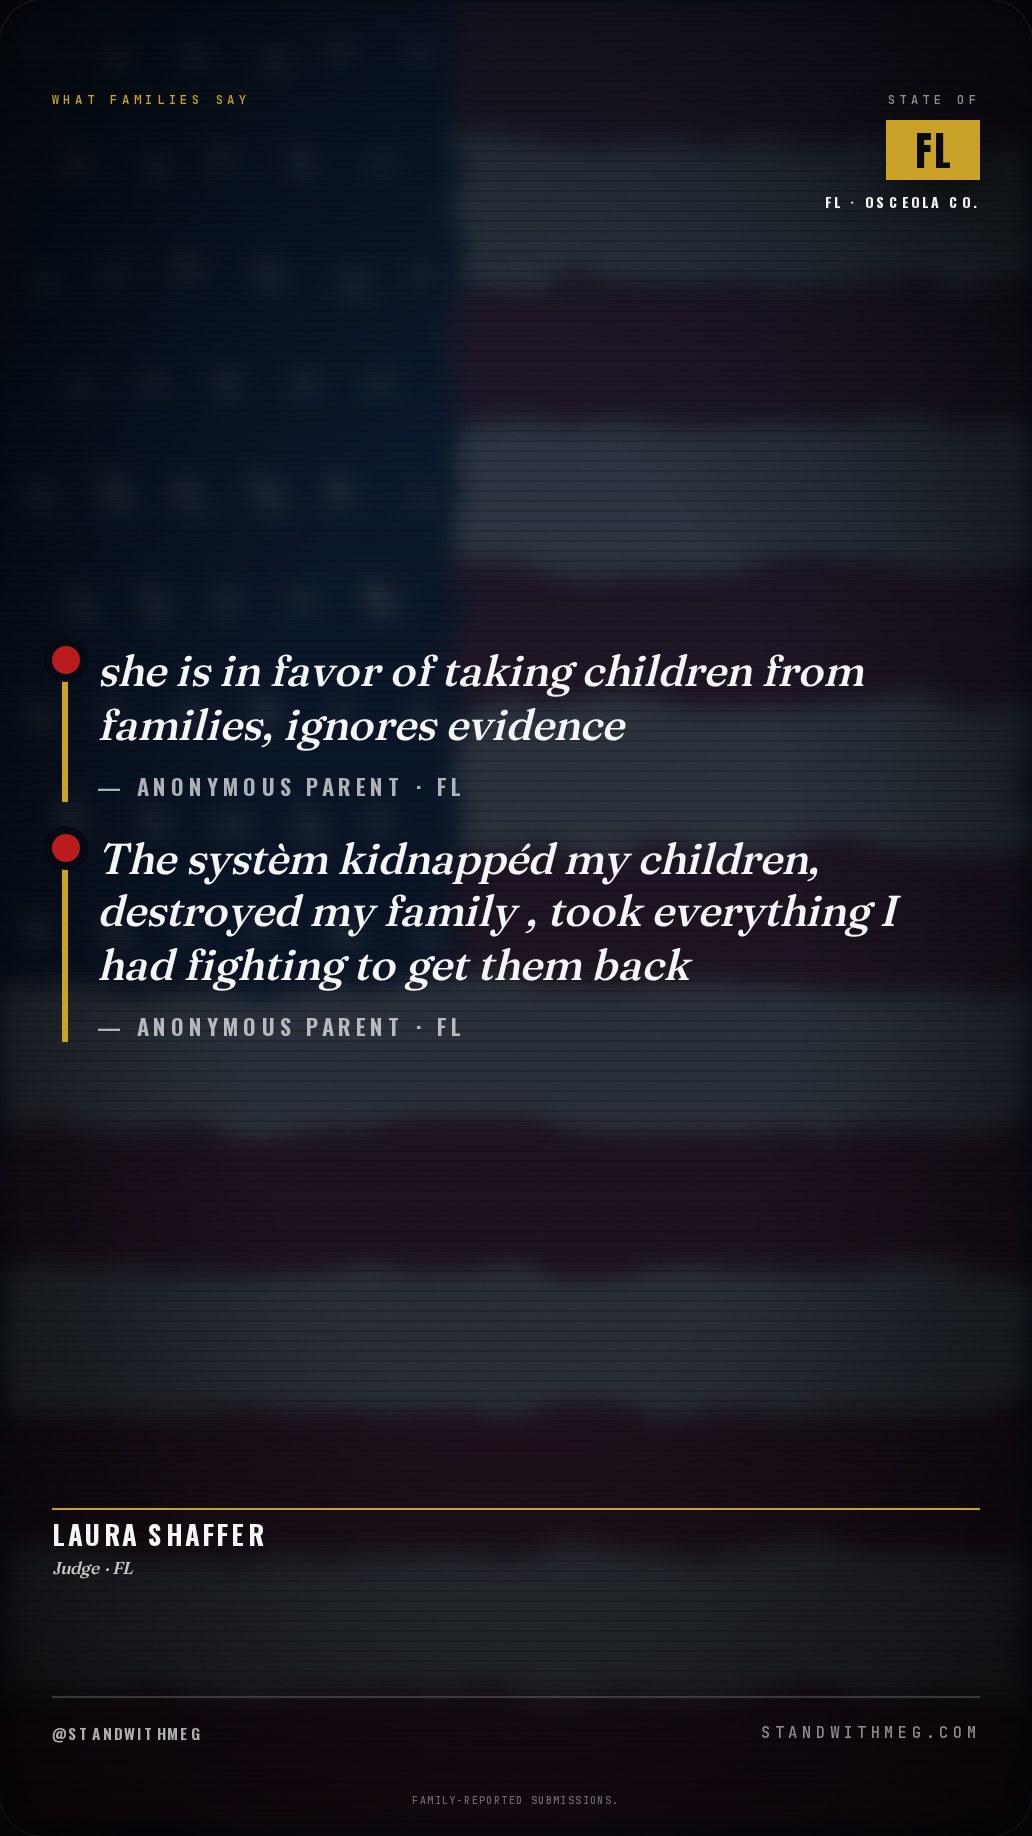 WHAT FAMILIES SAY
STATE OF
FL
FL · OSCEOLA CO.
she is in favor of taking children from
families, ignores evidence
— ANONYMOUS PARENT · FL
The systèm kidnappéd my children,
destroyed my family , took everything I
had fighting to get them back
— ANONYMOUS PARENT · FL
LAURA SHAFFER
Judge · FL
@STANDWITHMEG
STANDWITHMEG.COM
FAMILY-REPORTED SUBMISSIONS.